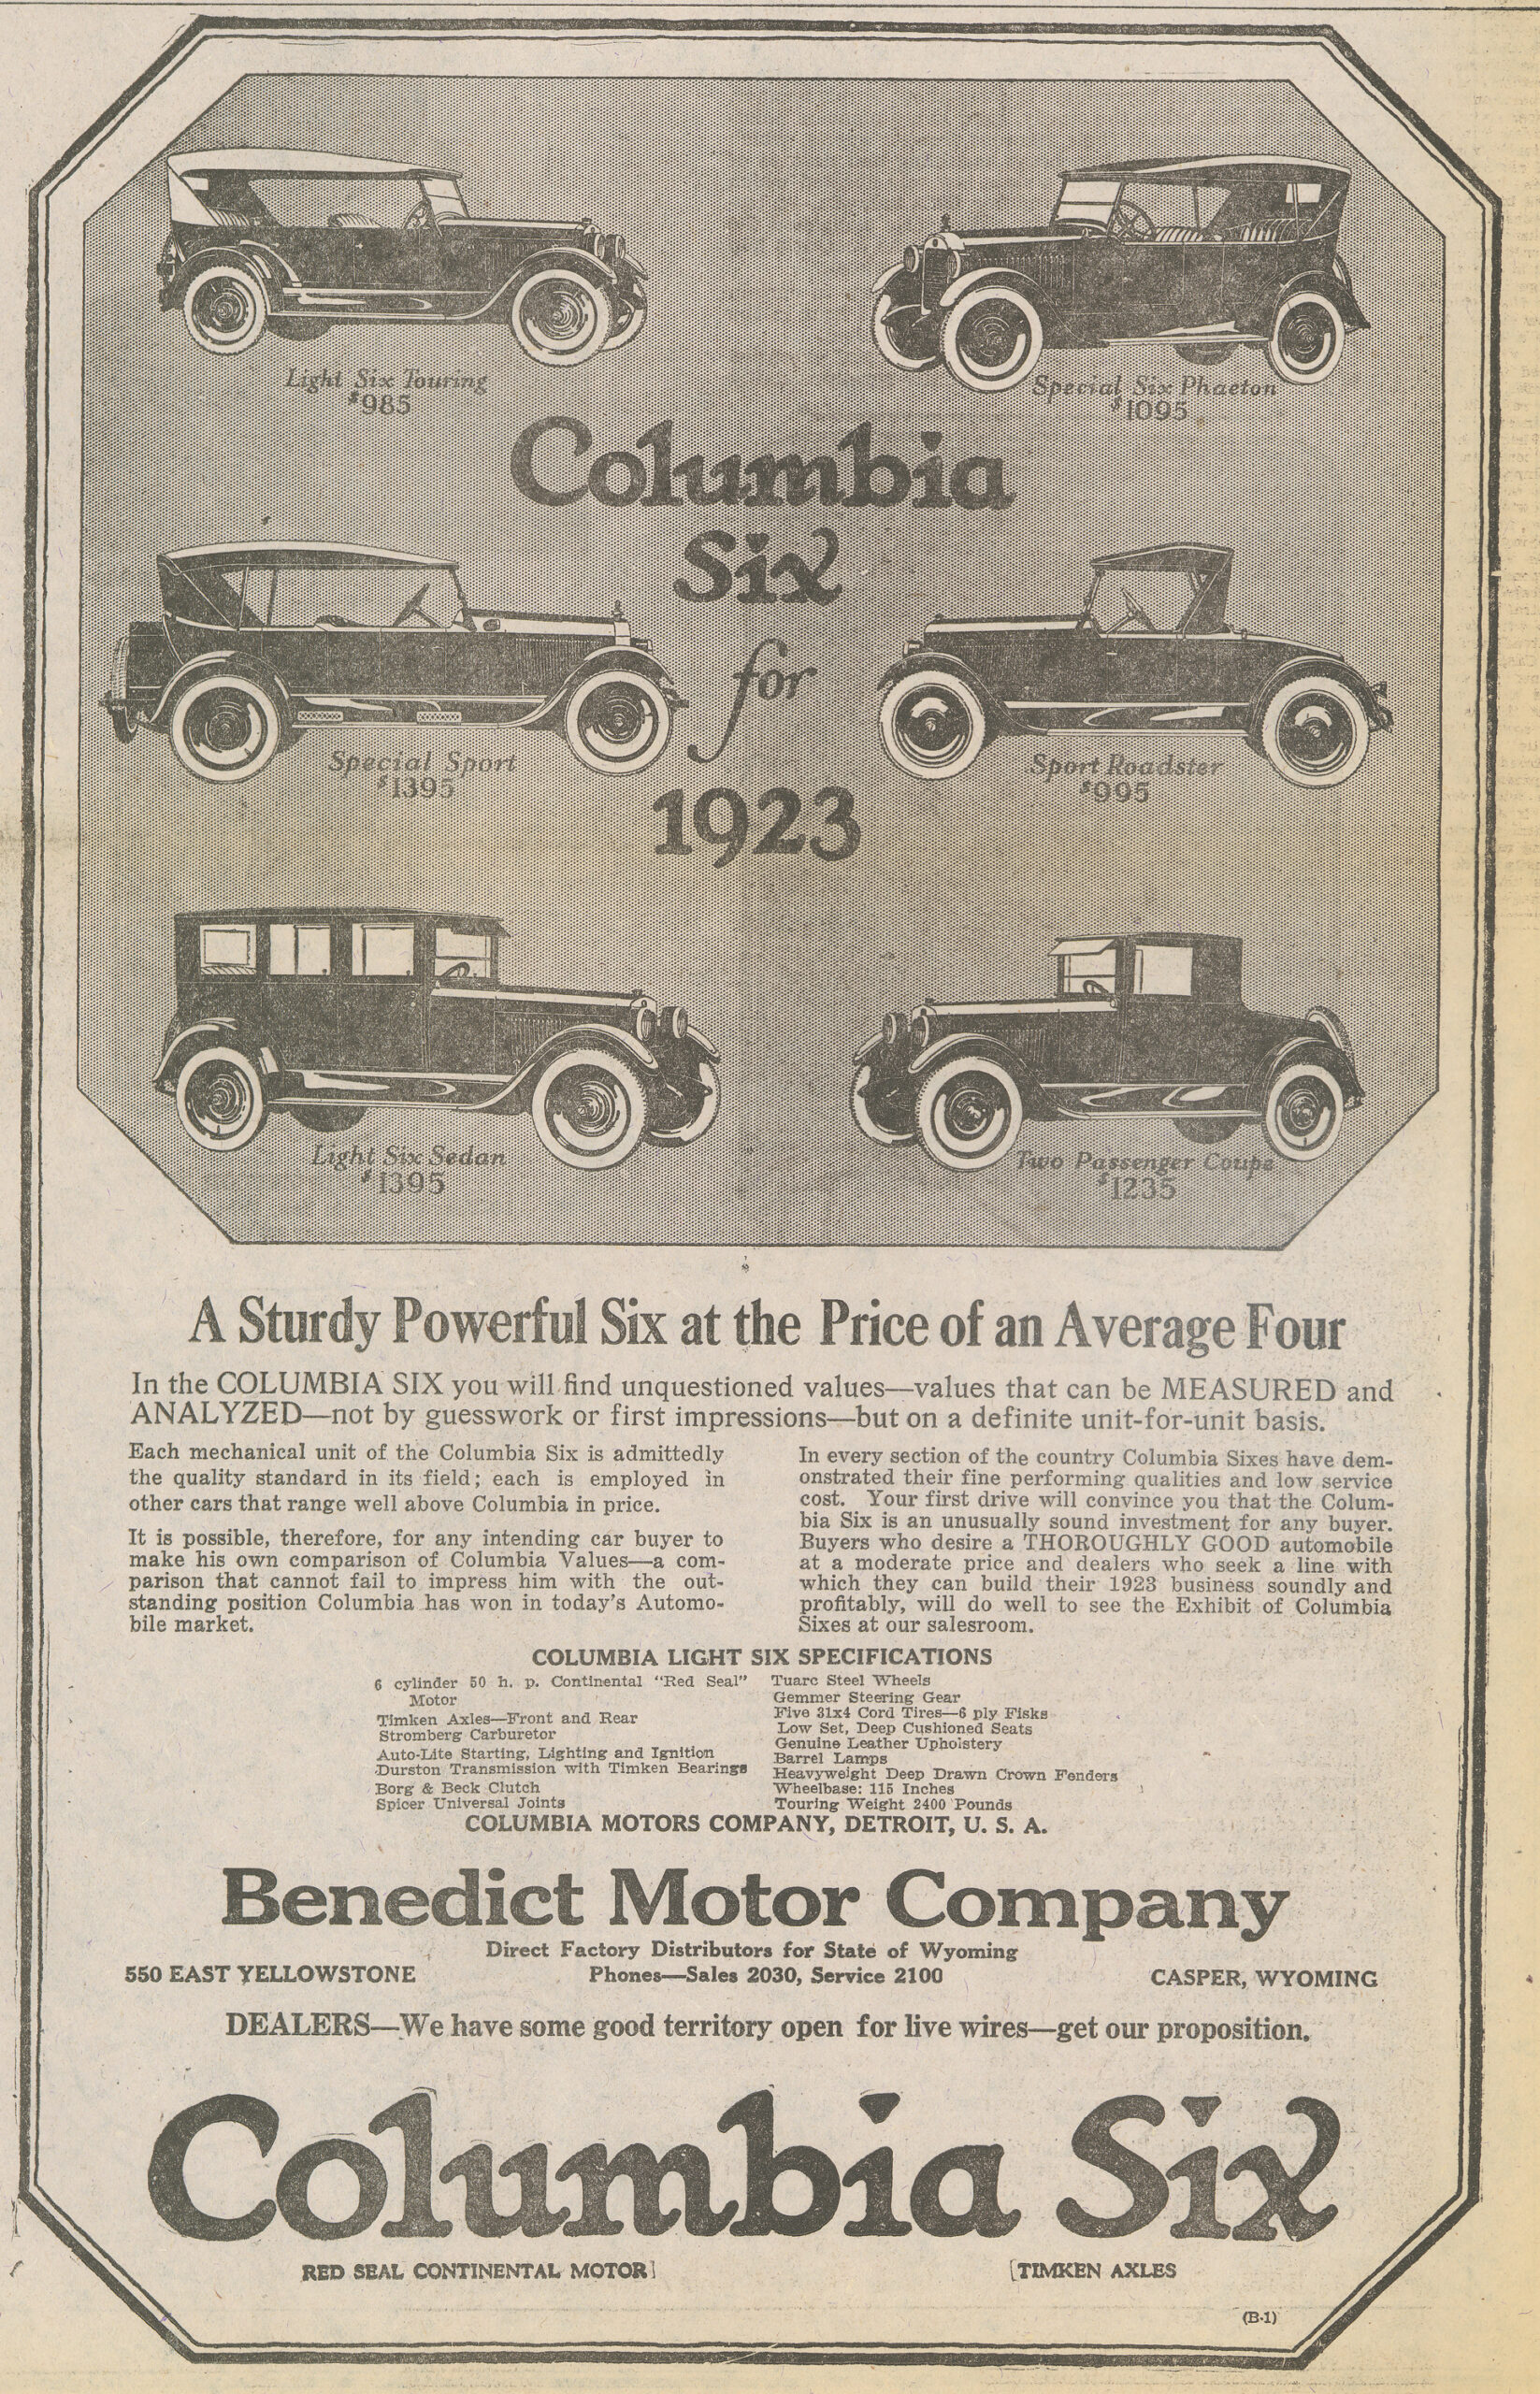 Light Six Touring
$985
Special Six Phaeton
$1095
Columbia
Six
for
1923
Special Sport
$1395
Sport Roadster
$995
Light Six Sedan
$1395
Two Passenger Coupe
$1235
A Sturdy Powerful Six at the Price of an Average Four
In the COLUMBIA SIX you will find unquestioned values—values that can be MEASURED and
ANALYZED—not by guesswork or first impressions—but on a definite unit-for-unit basis.
Each mechanical unit of the Columbia Six is admittedly
the quality standard in its field; each is employed in
other cars that range well above Columbia in price.
It is possible, therefore, for any intending car buyer to
make his own comparison of Columbia Values—a com-
parison that cannot fail to impress him with the out-
standing position Columbia has won in today's Automo-
bile market.
In every section of the country Columbia Sixes have dem-
onstrated their fine performing qualities and low service
cost. Your first drive will convince you that the Colum-
bia Six is an unusually sound investment for any buyer.
Buyers who desire a THOROUGHLY GOOD automobile
at a moderate price and dealers who seek a line with
which they can build their 1923 business soundly and
profitably, will do well to see the Exhibit of Columbia
Sixes at our salesroom.
COLUMBIA LIGHT SIX SPECIFICATIONS
6 cylinder 50 h. p. Continental "Red Seal"
Motor
Timken Axles—Front and Rear
Stromberg Carburetor
Auto-Lite Starting, Lighting and Ignition
Durston Transmission with Timken Bearings
Borg & Beck Clutch
Spicer Universal Joints
Tuarc Steel Wheels
Gemmer Steering Gear
Five 31x4 Cord Tires—6 ply Fisks
Low Set, Deep Cushioned Seats
Genuine Leather Upholstery
Barrel Lamps
Heavyweight Deep Drawn Crown Fenders
Wheelbase: 115 Inches
Touring Weight 2400 Pounds
COLUMBIA MOTORS COMPANY, DETROIT, U. S. A.
Benedict Motor Company
Direct Factory Distributors for State of Wyoming
550 EAST YELLOWSTONE
Phones—Sales 2030, Service 2100
CASPER, WYOMING
DEALERS—We have some good territory open for live wires—get our proposition.
Columbia Six
RED SEAL CONTINENTAL MOTOR]
[TIMKEN AXLES
(B-1)